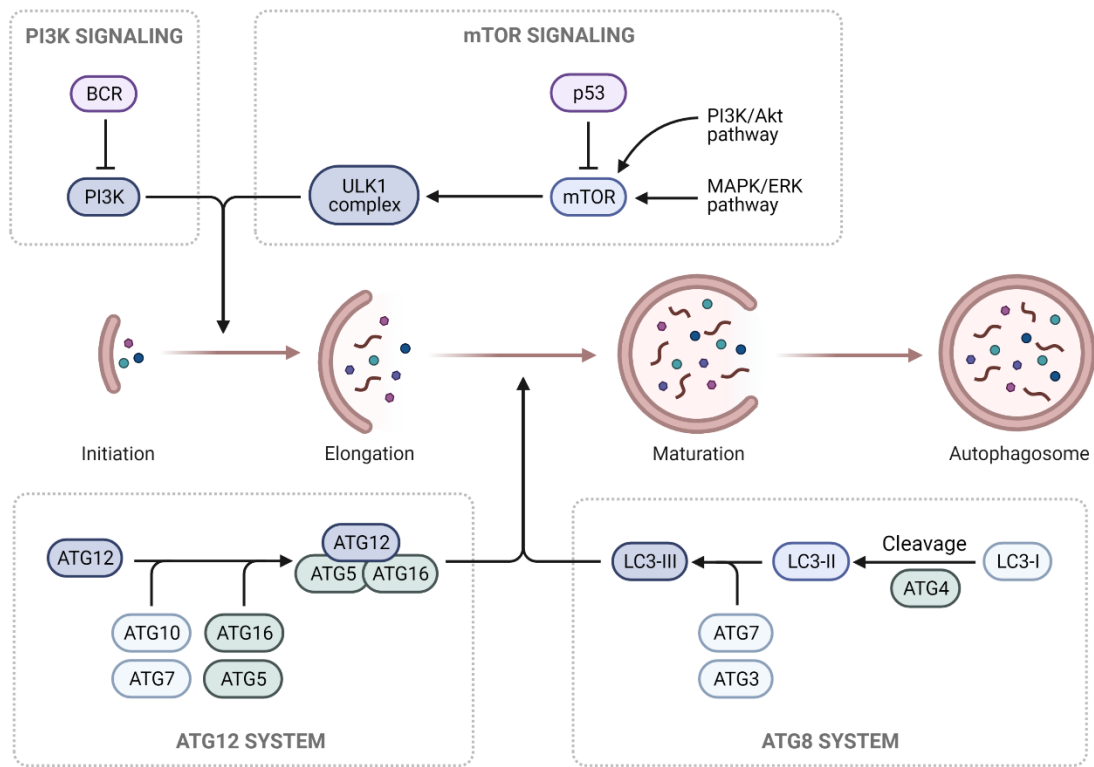 PI3K SIGNALING
BCR
PI3K
mTOR SIGNALING
p53
PI3K/Akt
pathway
ULK1
complex
mTOR
MAPK/ERK
pathway
Initiation
Elongation
Maturation
Autophagosome
ATG12
ATG12
ATG5
ATG16
ATG10
ATG16
ATG7
ATG5
ATG12 SYSTEM
LC3-III
LC3-II
Cleavage
ATG4
LC3-I
ATG7
ATG3
ATG8 SYSTEM